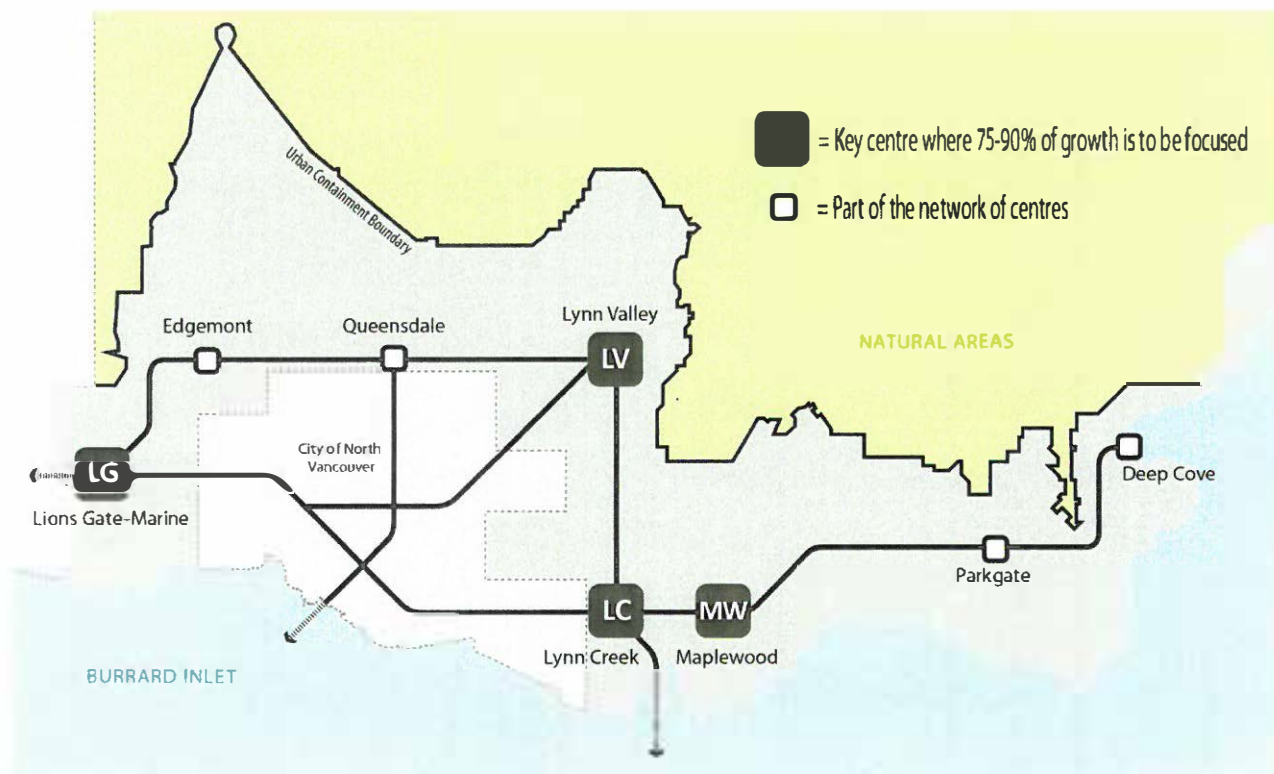 = Key centre where 75-90% of growth is to be focused
= Part of the network of centres
Urban Containment Boundary
NATURAL AREAS
Edgemont
Queensdale
Lynn Valley
LV
City of North
Vancouver
LG
Lions Gate-Marine
Deep Cove
Parkgate
LC
MW
Lynn Creek
Maplewood
BURRARD INLET